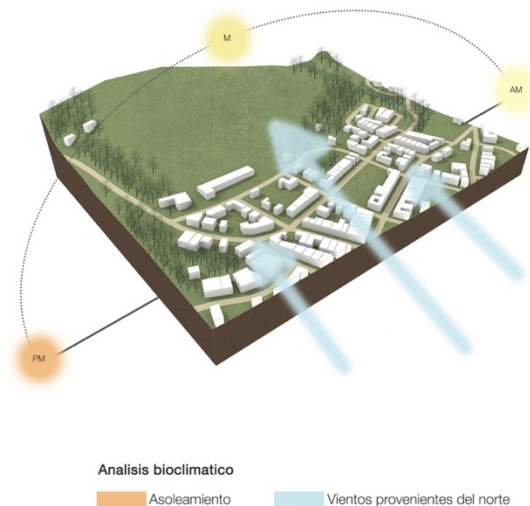 M
AM
PM
Analisis bioclimatico
Asoleamiento
Vientos provenientes del norte